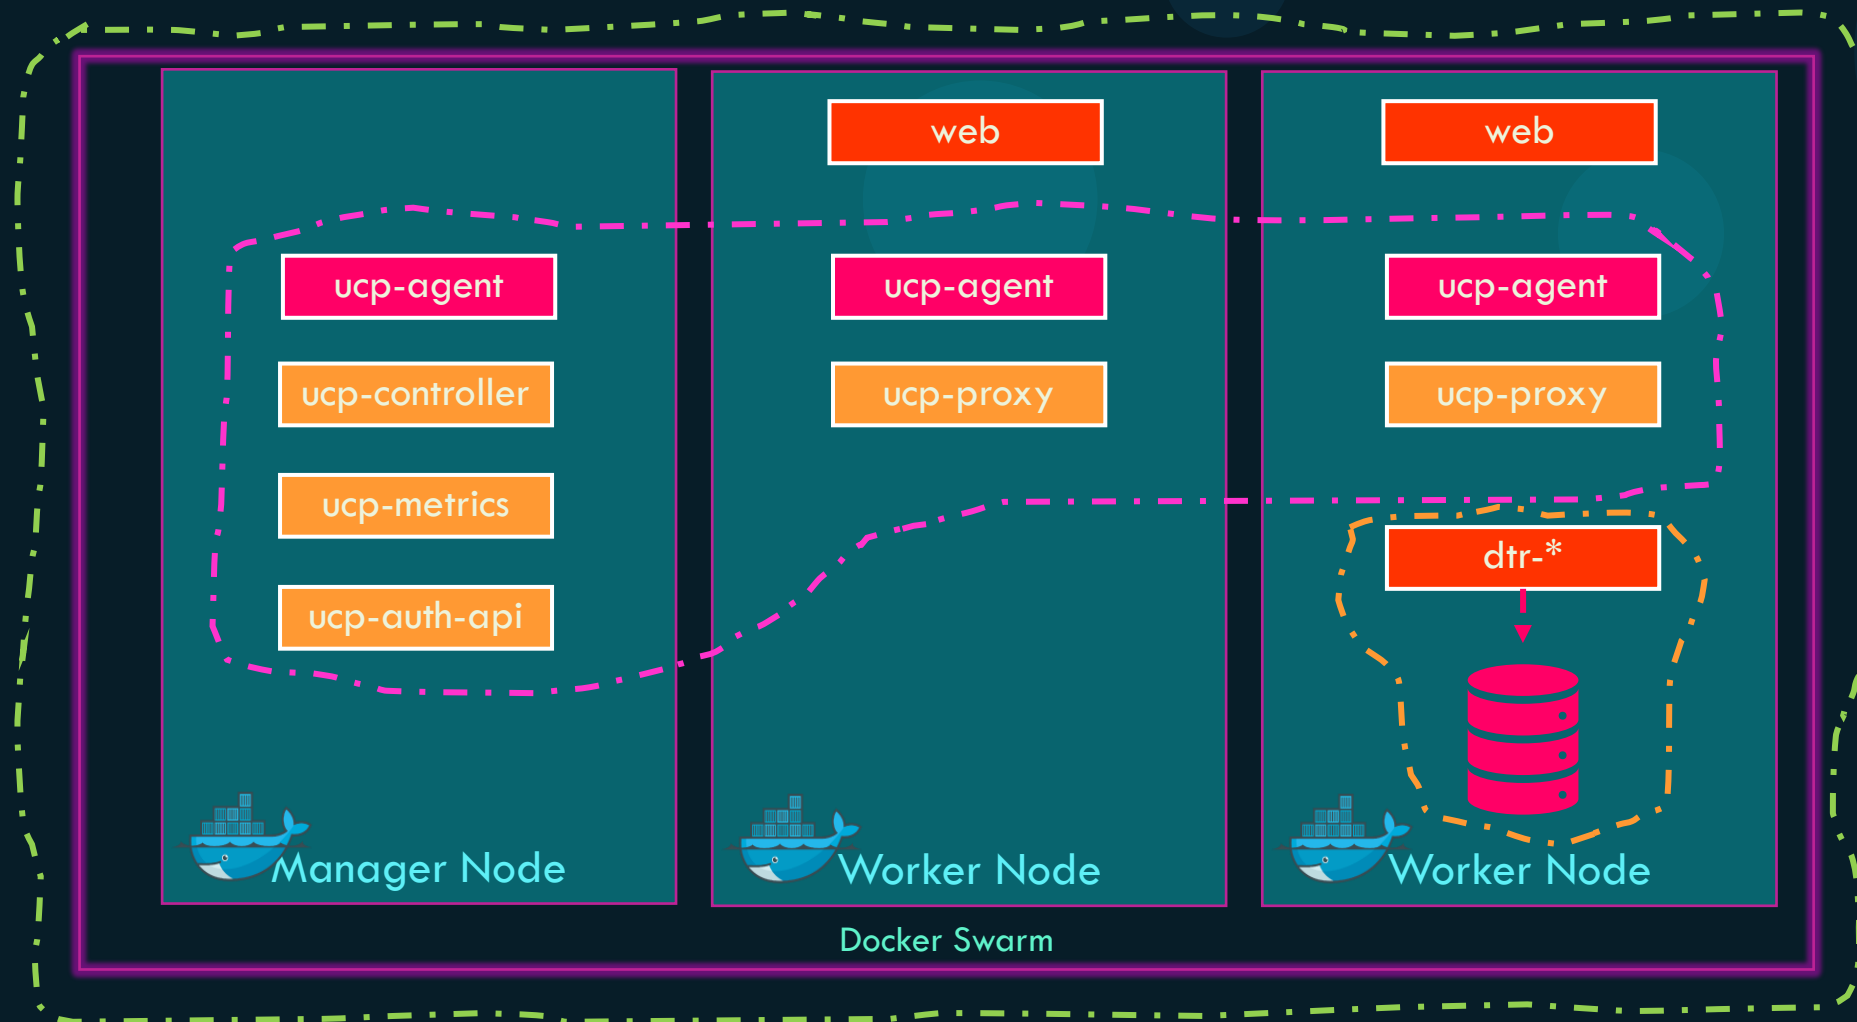 ucp-agent
ucp-controller
ucp-metrics
ucp-auth-api
Manager Node
web
ucp-agent
ucp-proxy
Worker Node
web
ucp-agent
ucp-proxy
dtr-*
Worker Node
Docker Swarm